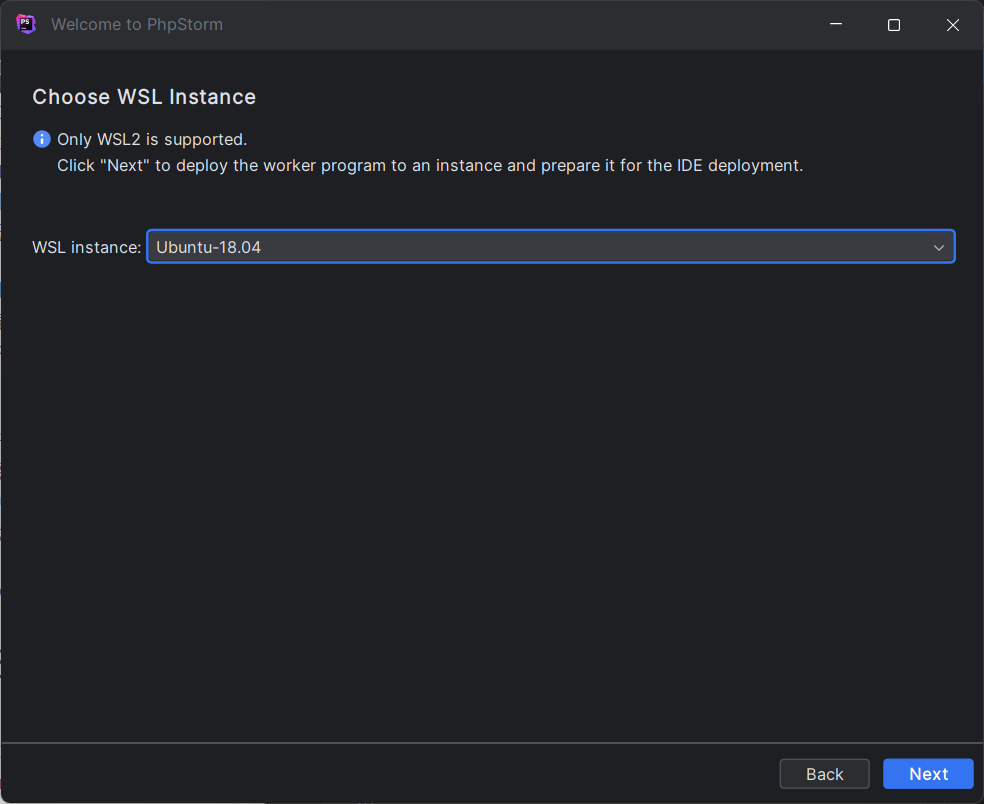 PS
Welcome to PhpStorm
Choose WSL Instance
Only WSL2 is supported.
Click "Next" to deploy the worker program to an instance and prepare it for the IDE deployment.
WSL instance: Ubuntu-18.04
Back Next